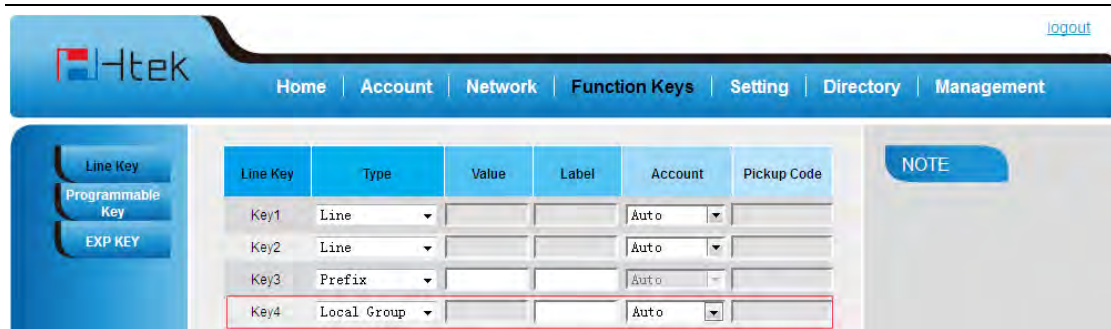 logout
Htek
Home | Account | Network | Function Keys | Setting | Directory | Management
Line Key
Programmable
Key
EXP KEY
Line Key Type Value Label Account Pickup Code
Key1 Line Auto
Key2 Line Auto
Key3 Prefix Auto
Key4 Local Group Auto
NOTE